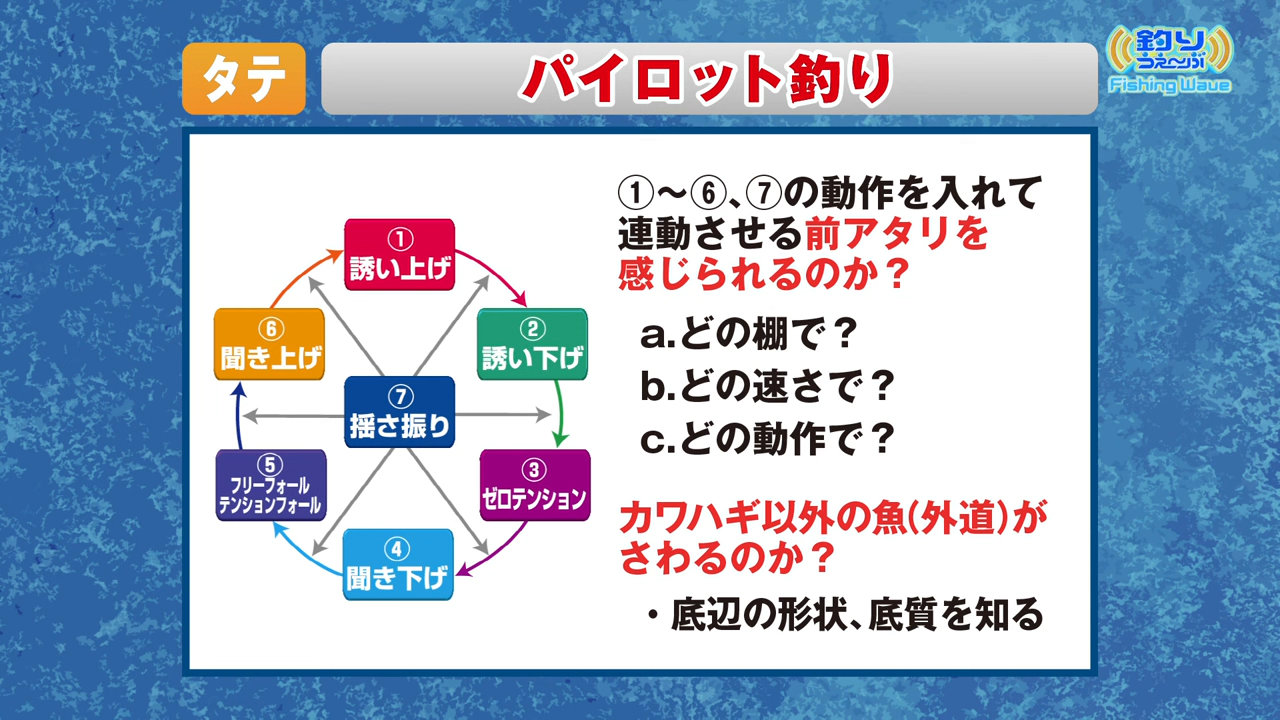 タテ
パイロット釣り
釣り
うぇ〜ぶ
Fishing Wave
①
誘い上げ
②
誘い下げ
③
ゼロテンション
④
聞き下げ
⑤
フリーフォール
テンションフォール
⑥
聞き上げ
⑦
揺さ振り
①〜⑥、⑦の動作を入れて
連動させる前アタリを
感じられるのか？
a.どの棚で？
b.どの速さで？
c.どの動作で？
カワハギ以外の魚(外道)が
さわるのか？
・底辺の形状、底質を知る